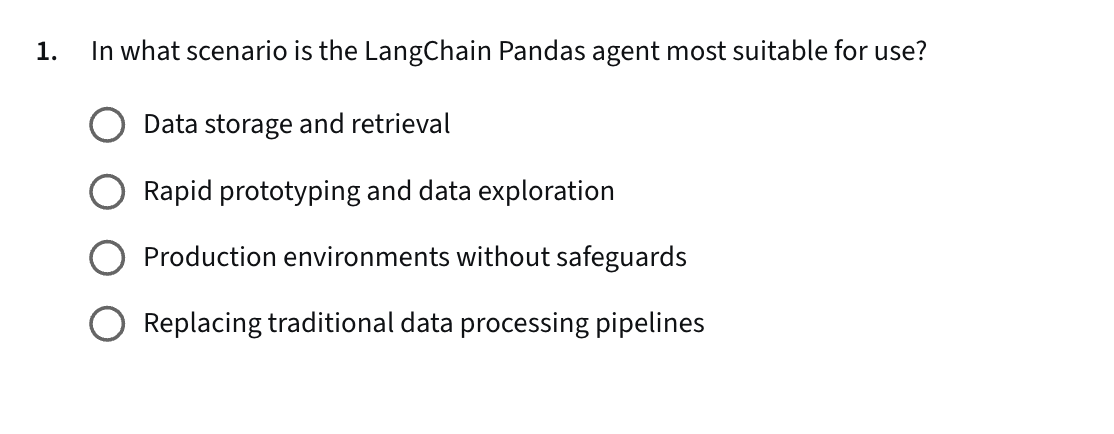 1. In what scenario is the LangChain Pandas agent most suitable for use?
Data storage and retrieval
Rapid prototyping and data exploration
Production environments without safeguards
Replacing traditional data processing pipelines